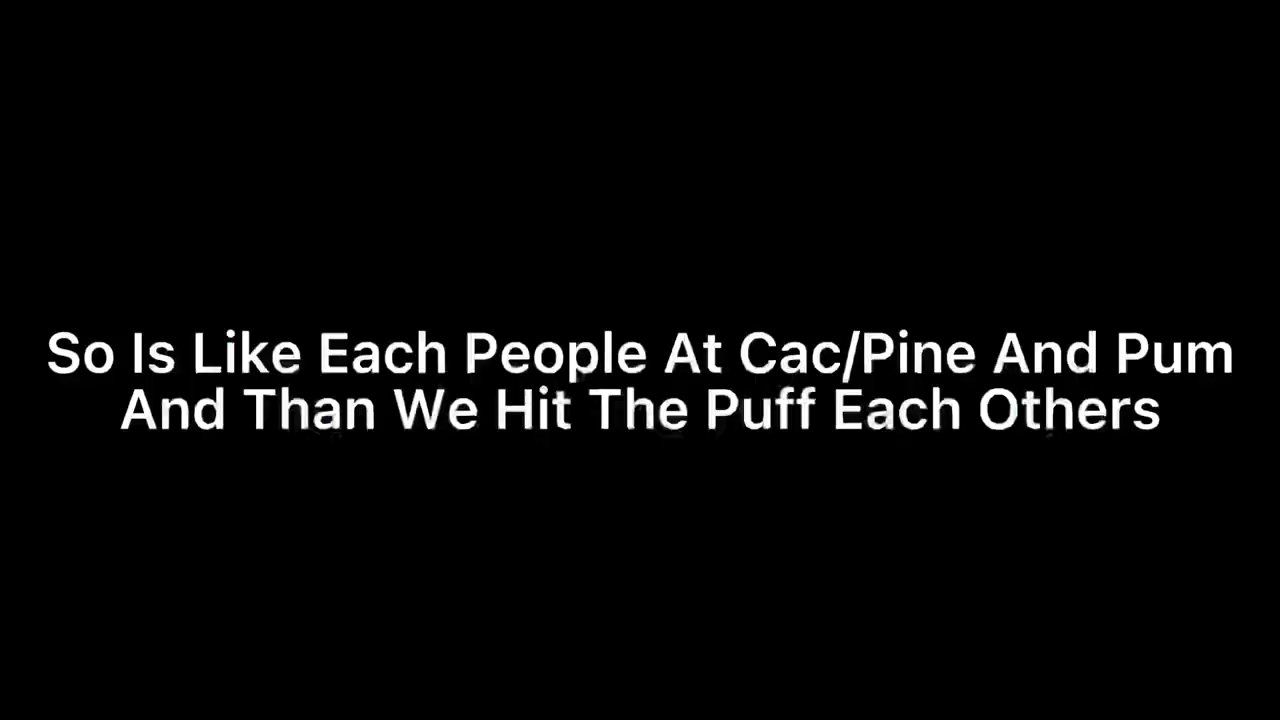 So Is Like Each People At Cac/Pine And Pum
And Than We Hit The Puff Each Others